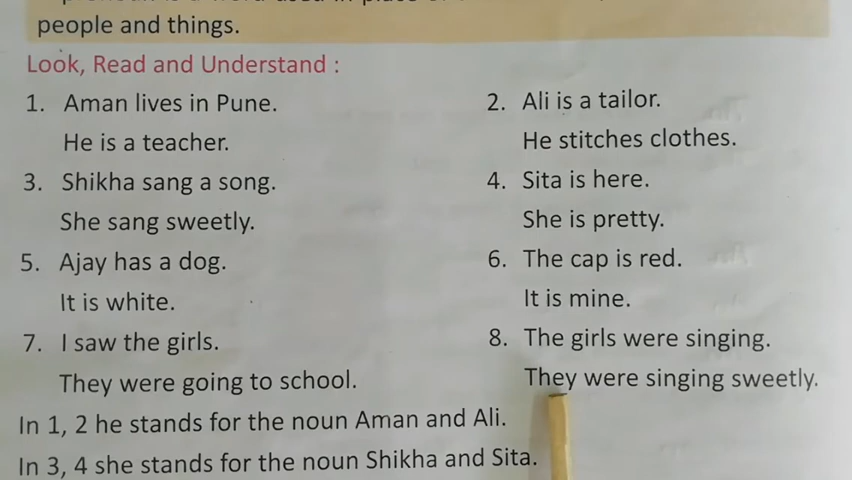 people and things.
Look, Read and Understand :
1. Aman lives in Pune.
He is a teacher.
2. Ali is a tailor.
He stitches clothes.
3. Shikha sang a song.
She sang sweetly.
4. Sita is here.
She is pretty.
5. Ajay has a dog.
It is white.
6. The cap is red.
It is mine.
7. I saw the girls.
They were going to school.
8. The girls were singing.
They were singing sweetly.
In 1, 2 he stands for the noun Aman and Ali.
In 3, 4 she stands for the noun Shikha and Sita.